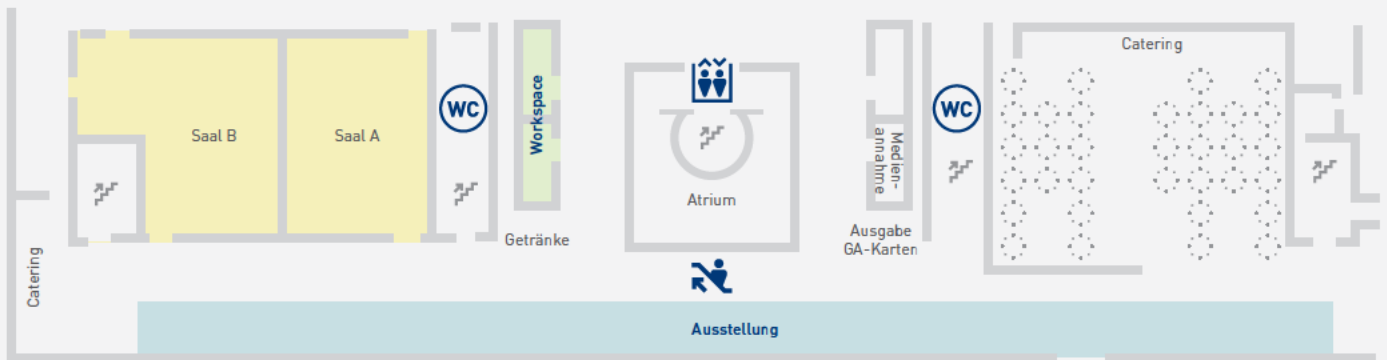 Catering
Saal B
Saal A
WC
Workspace
Getränke
Atrium
Medien-
annahme
Ausgabe
GA-Karten
WC
Catering
Ausstellung